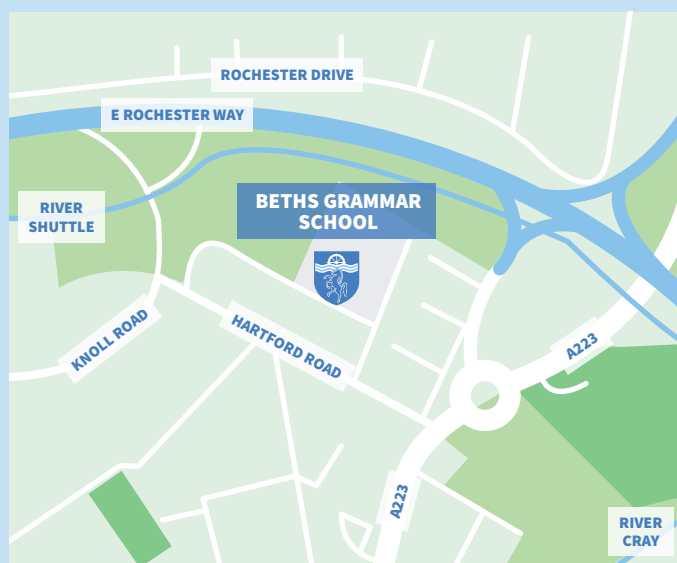 ROCHESTER DRIVE
E ROCHESTER WAY
RIVER
SHUTTLE
BETHS GRAMMAR
SCHOOL
KNOLL ROAD
HARTFORD ROAD
A223
A223
RIVER
CRAY